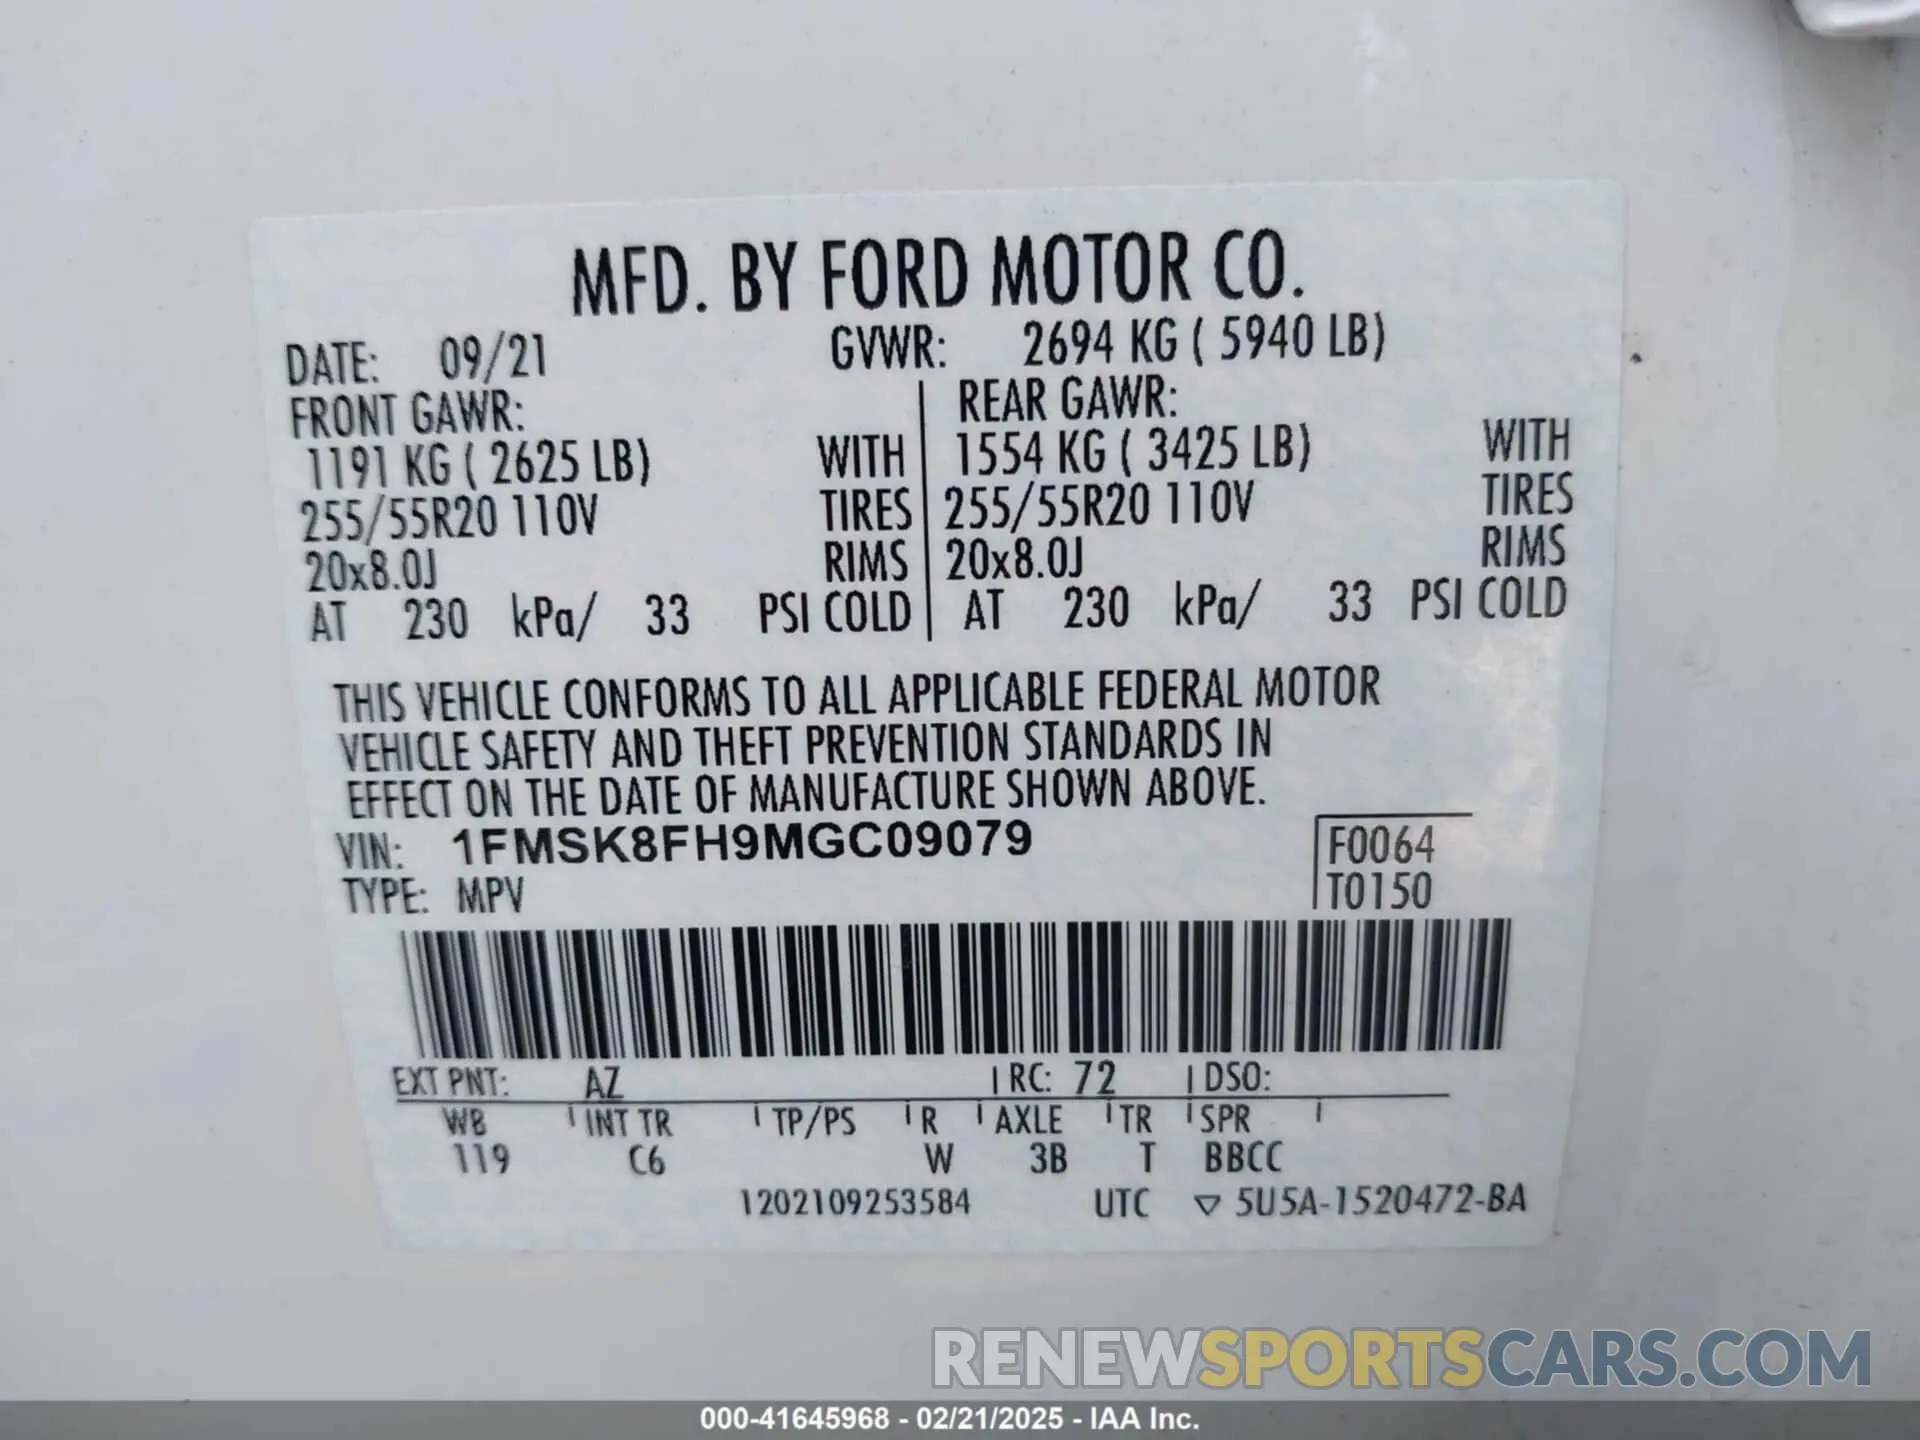 MFD. BY FORD MOTOR CO.
DATE: 09/21 GVWR: 2694 KG ( 5940 LB)
FRONT GAWR: REAR GAWR:
1191 KG ( 2625 LB) WITH 1554 KG ( 3425 LB) WITH
255/55R20 110V TIRES 255/55R20 110V TIRES
20x8.0J RIMS 20x8.0J RIMS
AT 230 kPa/ 33 PSI COLD AT 230 kPa/ 33 PSI COLD
THIS VEHICLE CONFORMS TO ALL APPLICABLE FEDERAL MOTOR
VEHICLE SAFETY AND THEFT PREVENTION STANDARDS IN
EFFECT ON THE DATE OF MANUFACTURE SHOWN ABOVE.
VIN: 1FMSK8FH9MGC09079 F0064
TYPE: MPV T0150
EXT PNT: AZ RC: 72 DSO:
WB INT TR TP/PS R AXLE TR SPR
119 C6 W 3B T BBCC
1202109253584 UTC ▽ 5U5A-1520472-BA
RENEWSPORTSCARS.COM
000-41645968 - 02/21/2025 - IAA Inc.